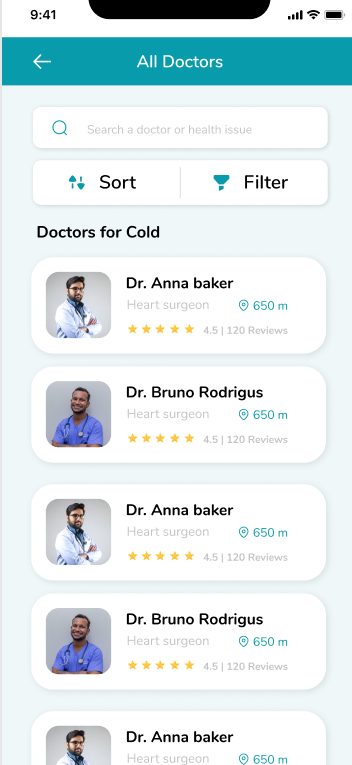 9:41
All Doctors
Search a doctor or health issue
Sort Filter
Doctors for Cold
Dr. Anna baker
Heart surgeon 650 m
4.5 | 120 Reviews
Dr. Bruno Rodrigus
Heart surgeon 650 m
4.5 | 120 Reviews
Dr. Anna baker
Heart surgeon 650 m
4.5 | 120 Reviews
Dr. Bruno Rodrigus
Heart surgeon 650 m
4.5 | 120 Reviews
Dr. Anna baker
Heart surgeon 650 m